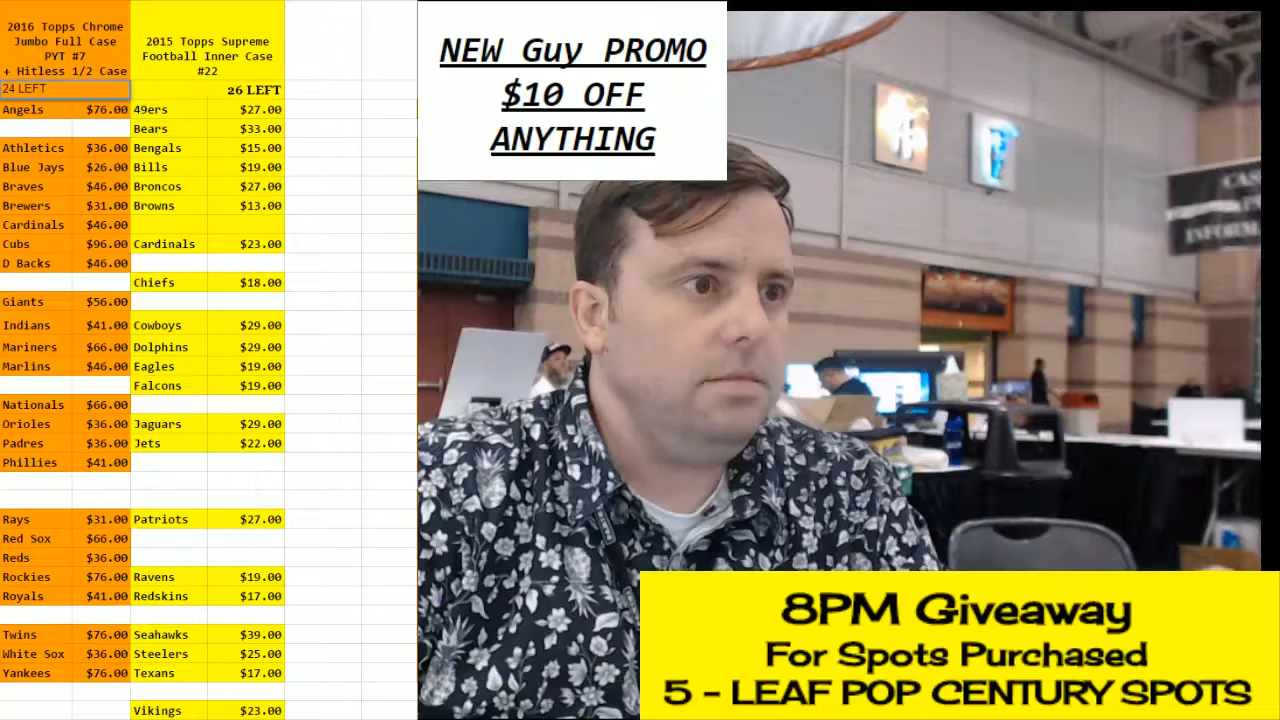 2016 Topps Chrome
Jumbo Full Case
PYT #7
+ Hitless 1/2 Case
24 LEFT
Angels $76.00
Athletics $36.00
Blue Jays $26.00
Braves $46.00
Brewers $31.00
Cardinals $46.00
Cubs $96.00
D Backs $46.00
Giants $56.00
Indians $41.00
Mariners $66.00
Marlins $46.00
Nationals $66.00
Orioles $36.00
Padres $36.00
Phillies $41.00
Rays $31.00
Red Sox $66.00
Reds $36.00
Rockies $76.00
Royals $41.00
Twins $76.00
White Sox $36.00
Yankees $76.00
2015 Topps Supreme
Football Inner Case
#22
26 LEFT
49ers $27.00
Bears $33.00
Bengals $15.00
Bills $19.00
Broncos $27.00
Browns $13.00
Cardinals $23.00
Chiefs $18.00
Cowboys $29.00
Dolphins $29.00
Eagles $19.00
Falcons $19.00
Jaguars $29.00
Jets $22.00
Patriots $27.00
Ravens $19.00
Redskins $17.00
Seahawks $39.00
Steelers $25.00
Texans $17.00
Vikings $23.00
NEW Guy PROMO
$10 OFF
ANYTHING
8PM Giveaway
For Spots Purchased
5 - LEAF POP CENTURY SPOTS